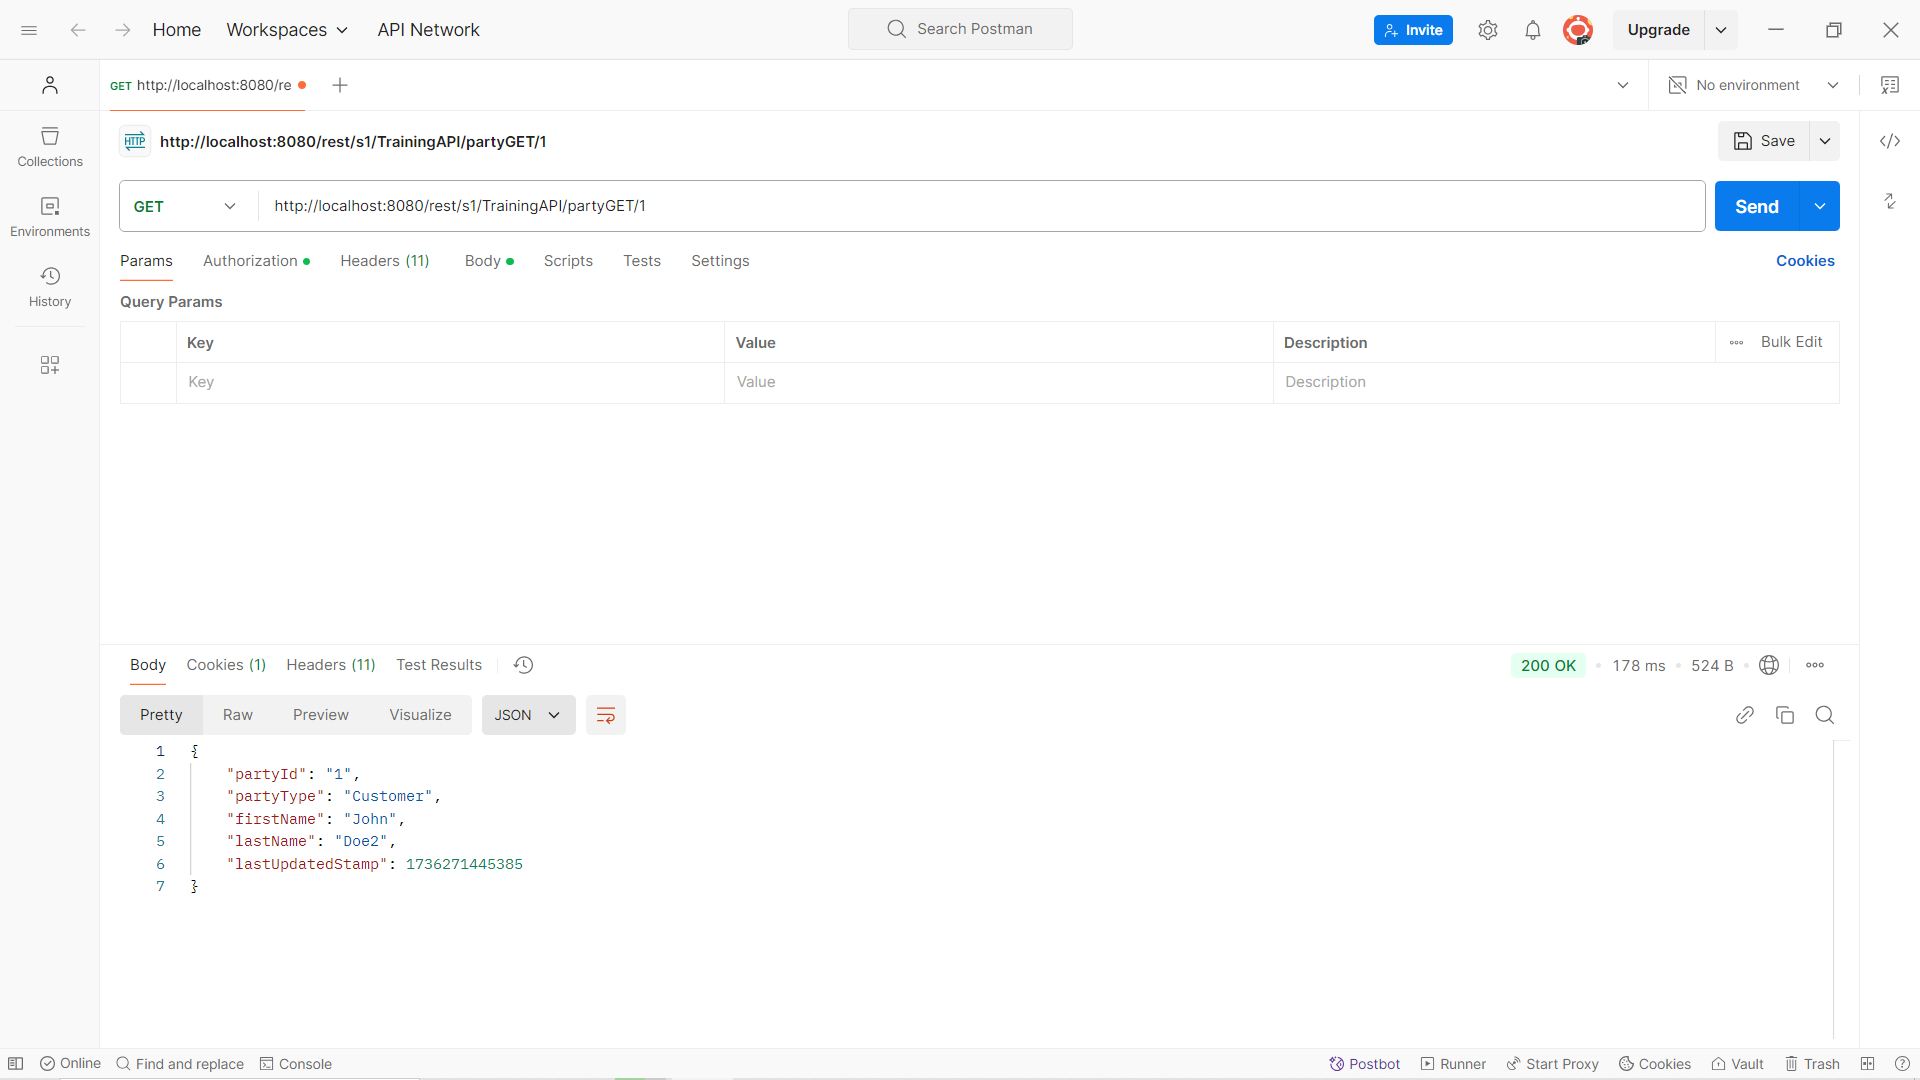 Home Workspaces API Network Search Postman Invite Upgrade
GET http://localhost:8080/re No environment
HTTP http://localhost:8080/rest/s1/TrainingAPI/partyGET/1 Save
Collections
GET http://localhost:8080/rest/s1/TrainingAPI/partyGET/1 Send
Environments
Params Authorization Headers (11) Body Scripts Tests Settings Cookies
History
Query Params
Key Value Description Bulk Edit
Key Value Description
Body Cookies (1) Headers (11) Test Results 200 OK 178 ms 524 B
Pretty Raw Preview Visualize JSON
1 {
2 "partyId": "1",
3 "partyType": "Customer",
4 "firstName": "John",
5 "lastName": "Doe2",
6 "lastUpdatedStamp": 1736271445385
7 }
Online Find and replace Console Postbot Runner Start Proxy Cookies Vault Trash